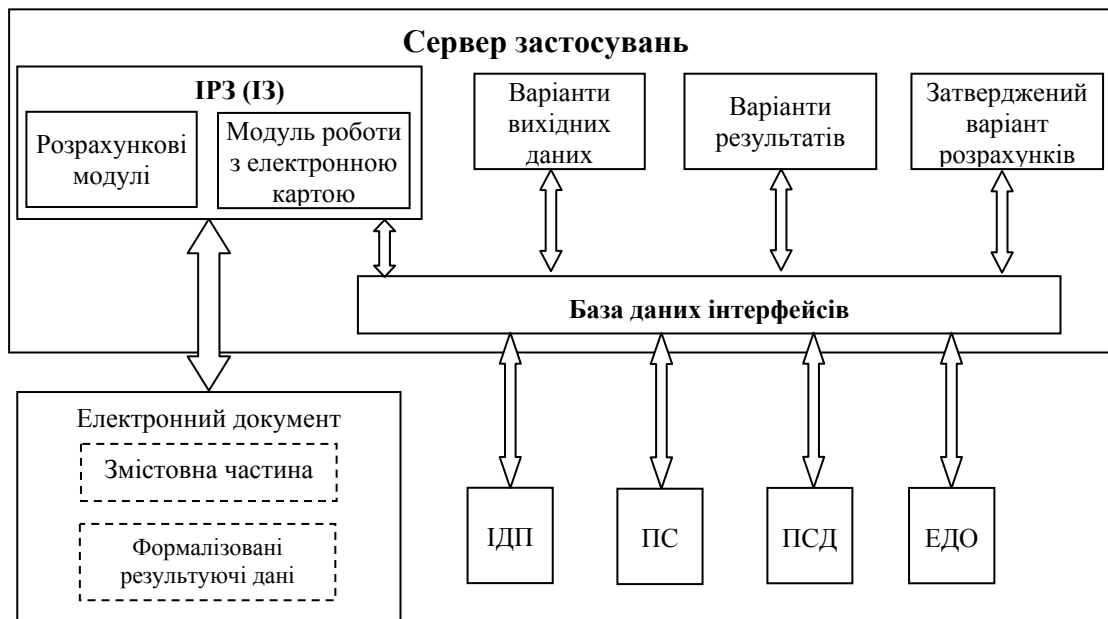 Сервер застосувань
ІРЗ (ІЗ)
Розрахункові
модулі
Модуль роботи
з електронною
картою
Варіанти
вихідних
даних
Варіанти
результатів
Затверджений
варіант
розрахунків
База даних інтерфейсів
Електронний документ
Змістовна частина
Формалізовані
результуючі дані
ІДП
ПС
ПСД
ЕДО